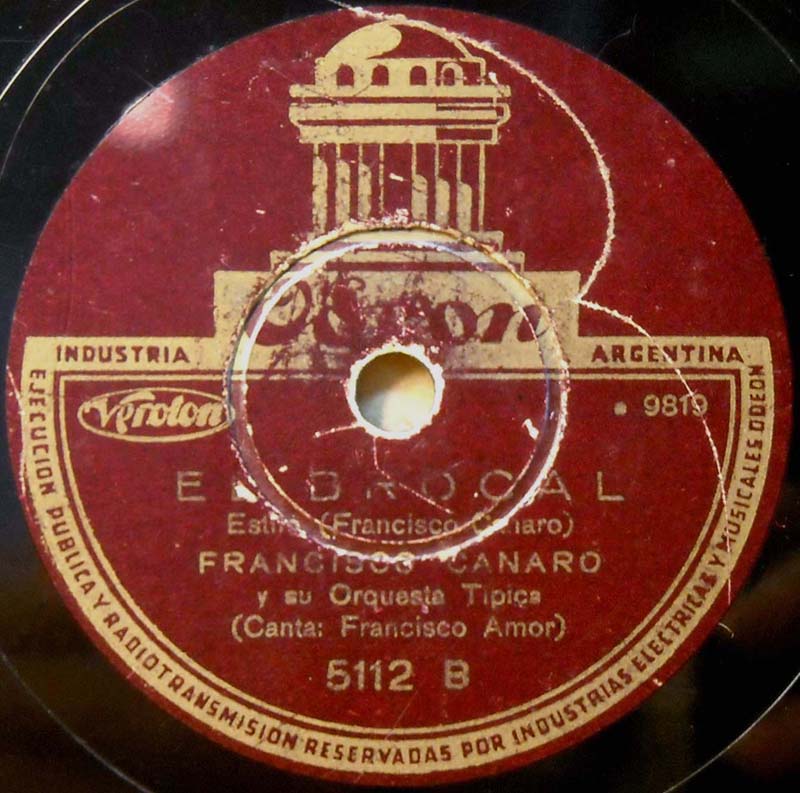 Odeon
INDUSTRIA ARGENTINA
Veroton
9819
EL BROCAL
Estilo (Francisco Canaro)
FRANCISCO CANARO
y su Orquesta Tipica
(Canta: Francisco Amor)
5112 B
EJECUCION PUBLICA Y RADIOTRANSMISION RESERVADAS POR INDUSTRIAS ELECTRICAS Y MUSICALES ODEON